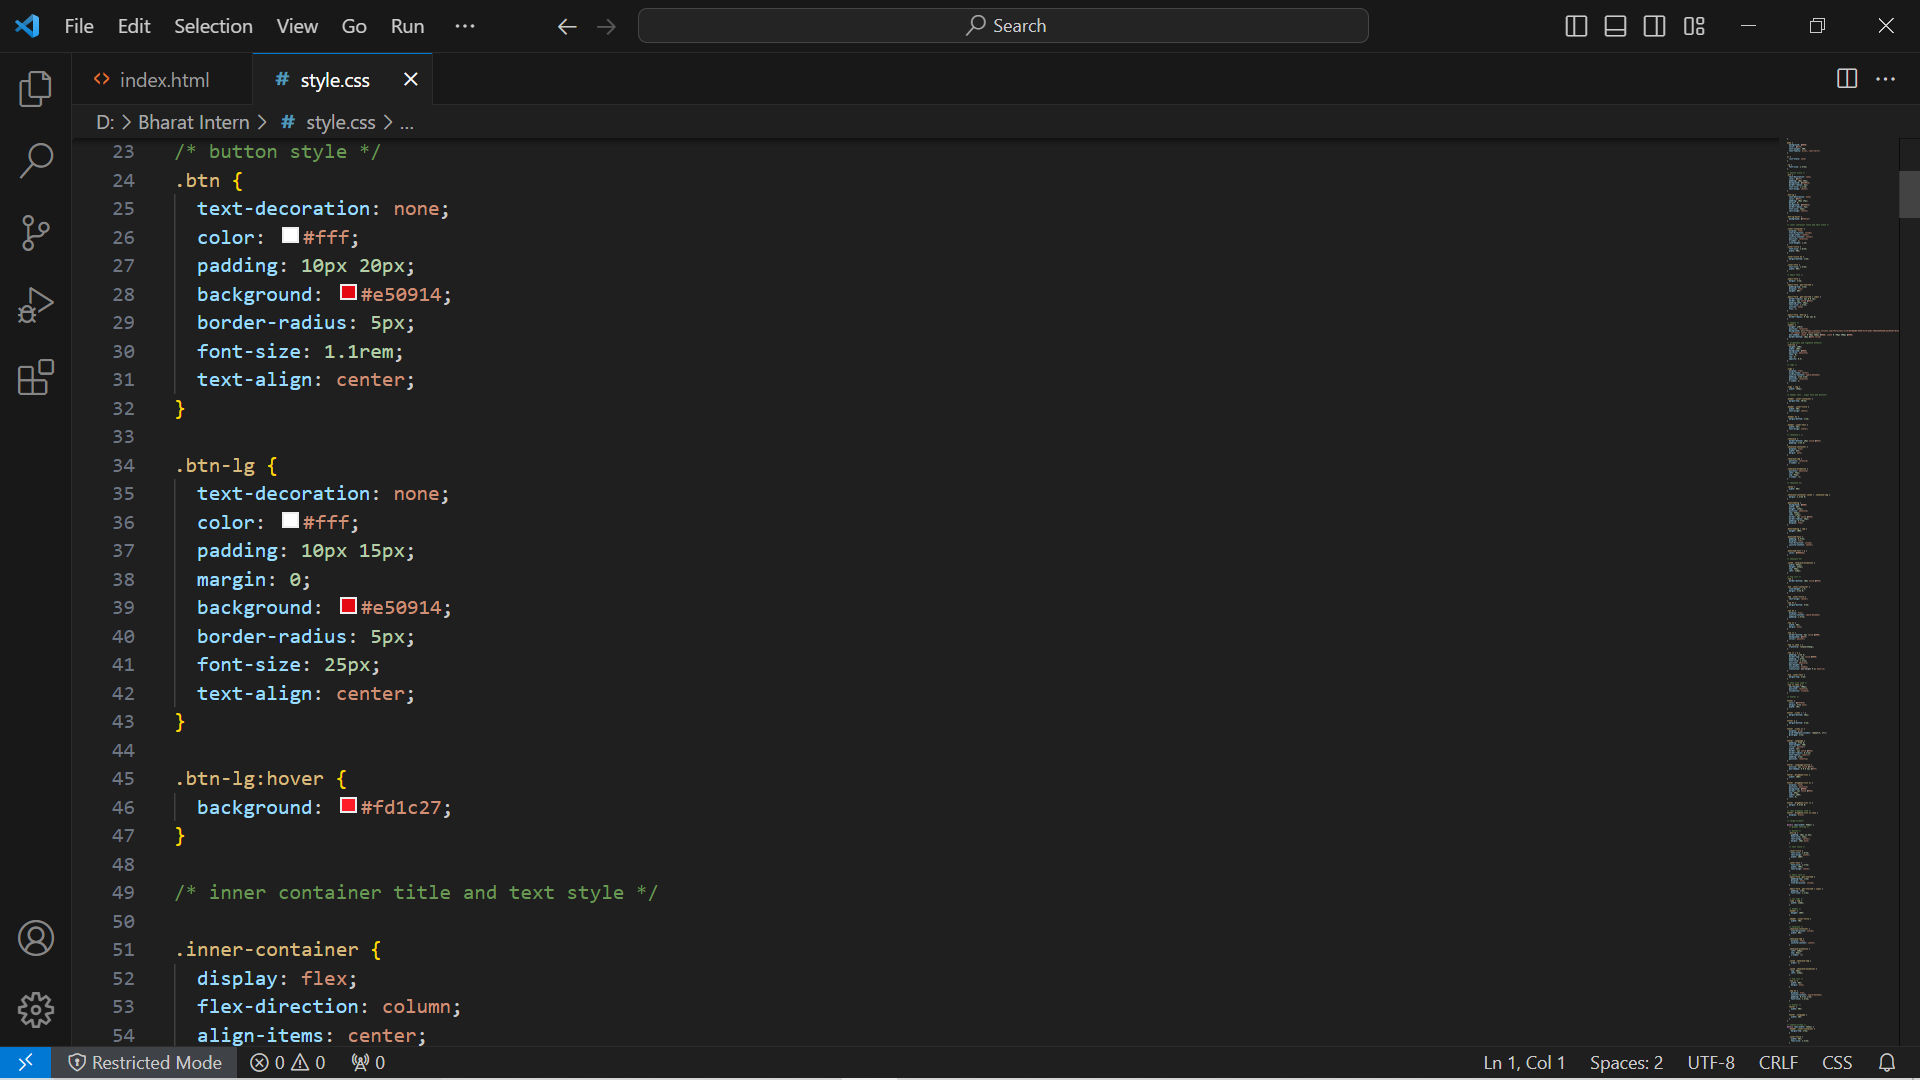 File Edit Selection View Go Run ···
Search
index.html
# style.css
D: > Bharat Intern > # style.css > ...
23 /* button style */
24 .btn {
25 text-decoration: none;
26 color: #fff;
27 padding: 10px 20px;
28 background: #e50914;
29 border-radius: 5px;
30 font-size: 1.1rem;
31 text-align: center;
32 }
33
34 .btn-lg {
35 text-decoration: none;
36 color: #fff;
37 padding: 10px 15px;
38 margin: 0;
39 background: #e50914;
40 border-radius: 5px;
41 font-size: 25px;
42 text-align: center;
43 }
44
45 .btn-lg:hover {
46 background: #fd1c27;
47 }
48
49 /* inner container title and text style */
50
51 .inner-container {
52 display: flex;
53 flex-direction: column;
54 align-items: center;
Restricted Mode 0 0 0 Ln 1, Col 1 Spaces: 2 UTF-8 CRLF CSS